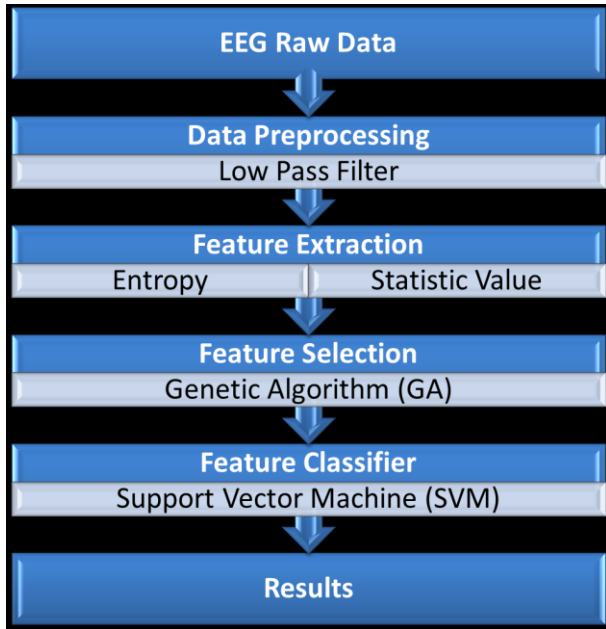 EEG Raw Data
Data Preprocessing
Low Pass Filter
Feature Extraction
Entropy
Statistic Value
Feature Selection
Genetic Algorithm (GA)
Feature Classifier
Support Vector Machine (SVM)
Results